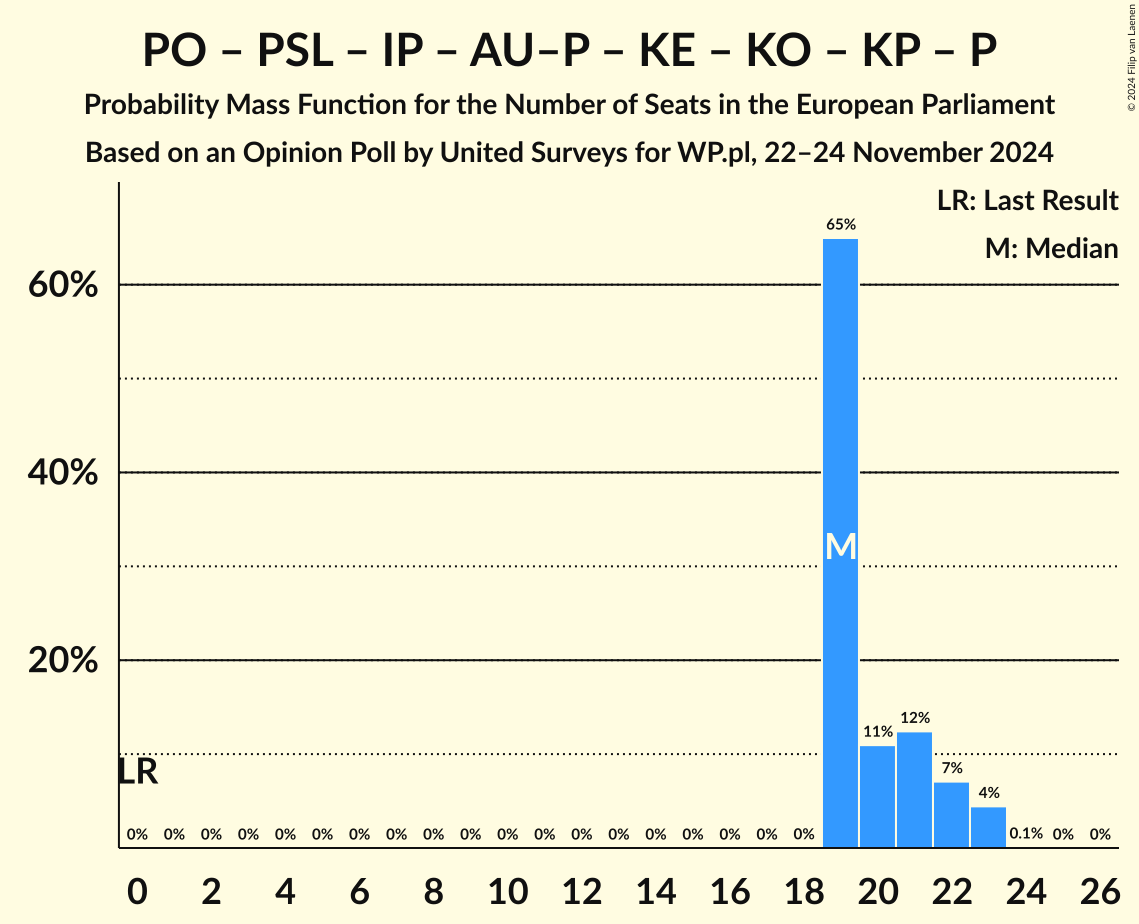 PO – PSL – IP – AU–P – KE – KO – KP – P
Probability Mass Function for the Number of Seats in the European Parliament
Based on an Opinion Poll by United Surveys for WP.pl, 22–24 November 2024
© 2024 Filip van Laenen
LR: Last Result
M: Median
65%
60%
40%
M
20%
12%
11%
7%
4%
LR
0% 0% 0% 0% 0% 0% 0% 0% 0% 0% 0% 0% 0% 0% 0% 0% 0% 0% 0% 0.1% 0% 0%
0 2 4 6 8 10 12 14 16 18 20 22 24 26